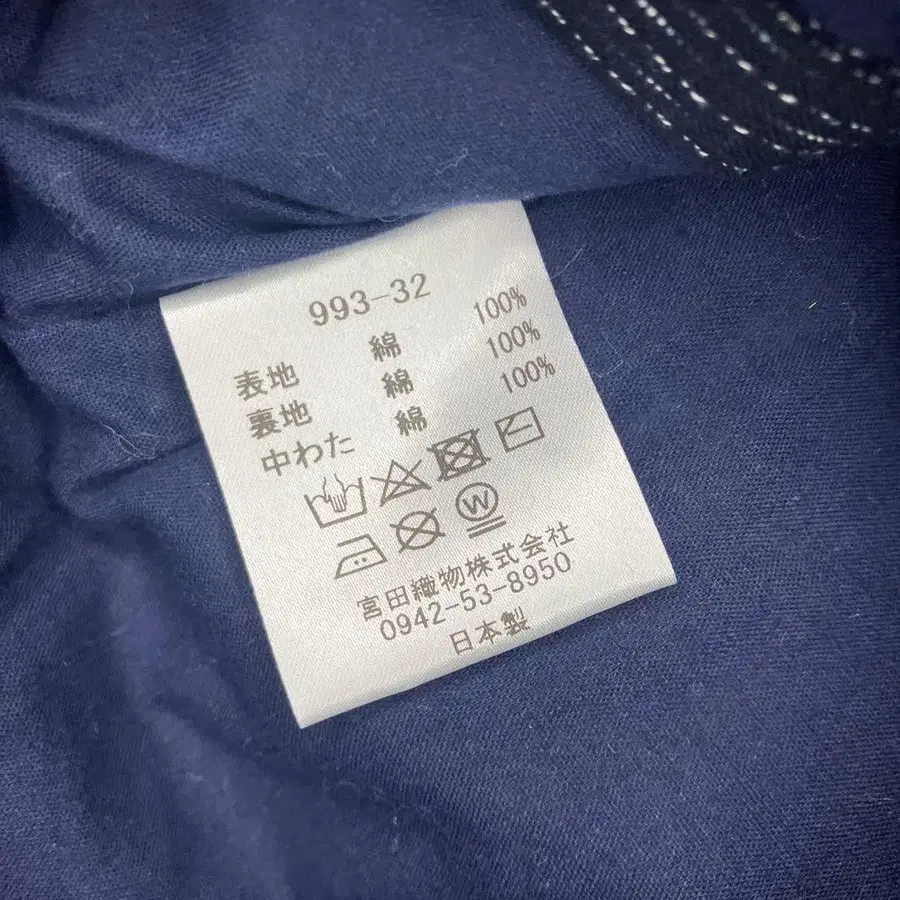 993-32
表地 綿 100%
裏地 綿 100%
中わた 綿 100%
W
宮田織物株式会社
0942-53-8950
日本製